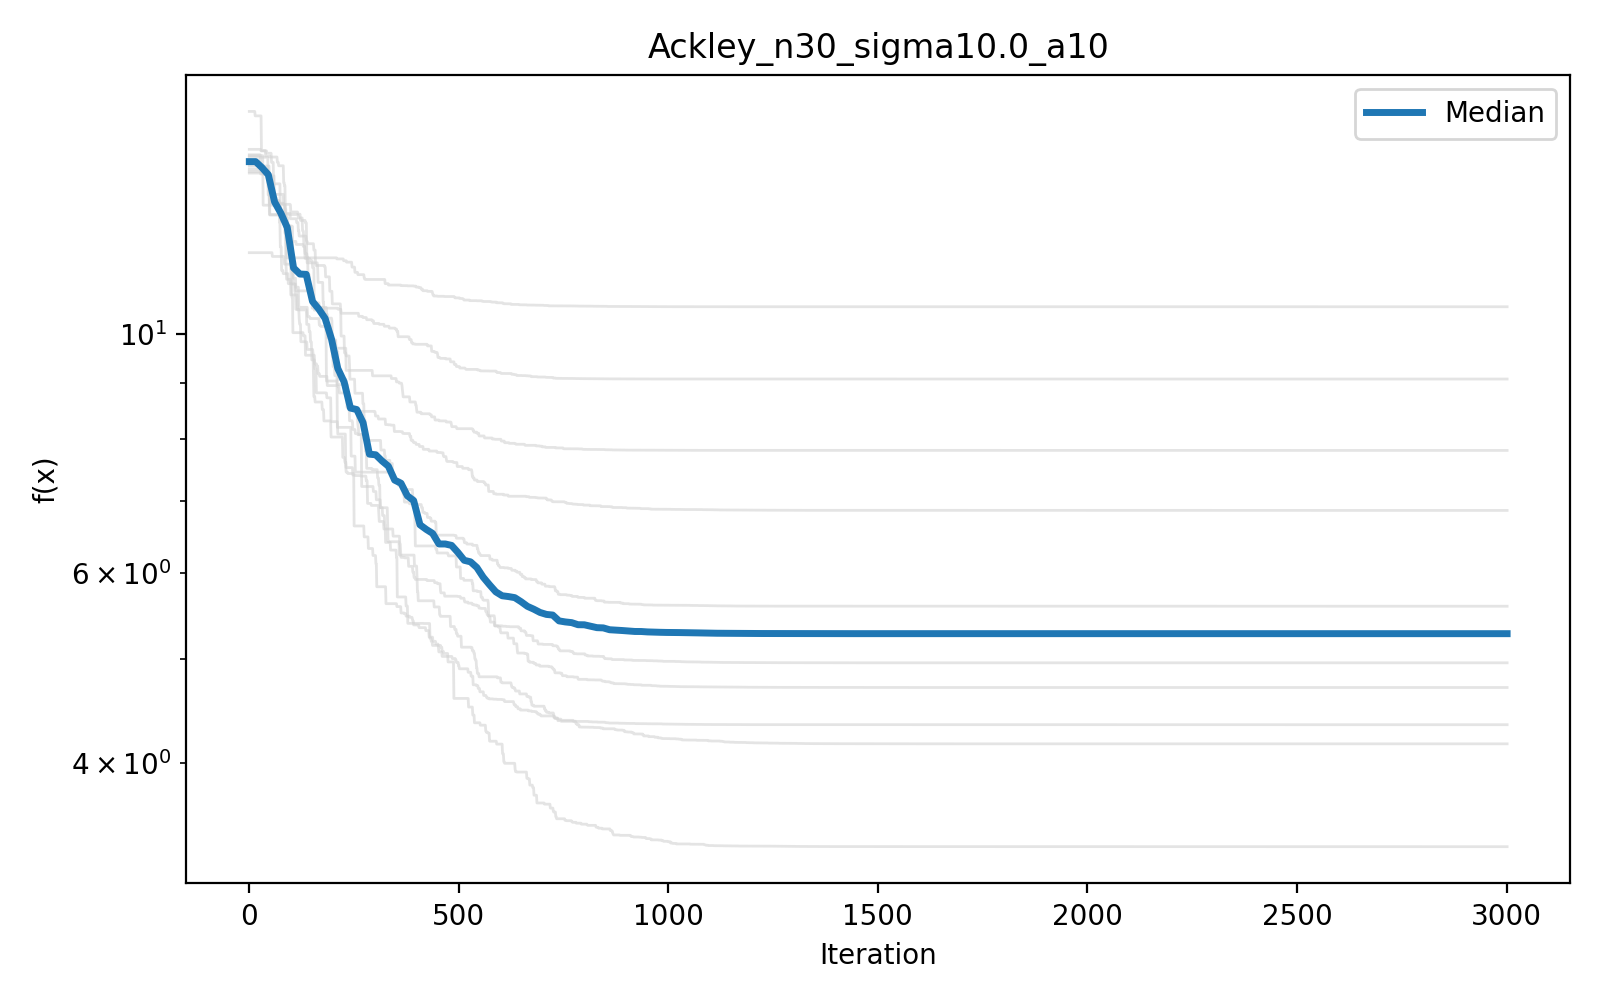 Ackley_n30_sigma10.0_a10
Median
10¹
6 × 10⁰
4 × 10⁰
f(x)
0 500 1000 1500 2000 2500 3000
Iteration